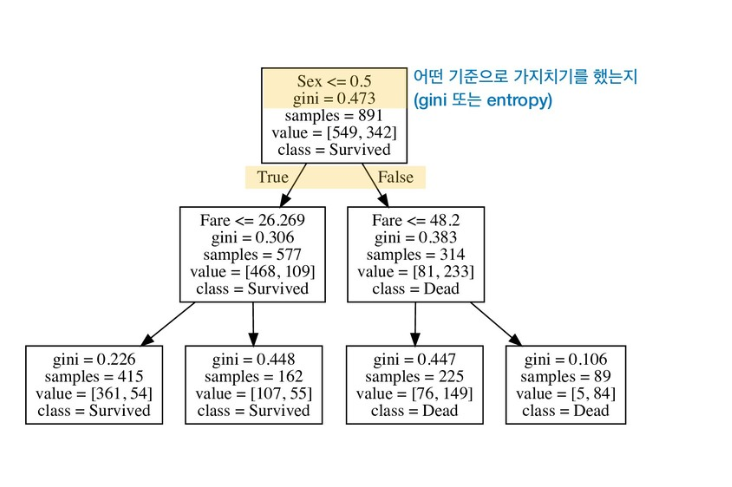 Sex <= 0.5
gini = 0.473
samples = 891
value = [549, 342]
class = Survived
어떤 기준으로 가지치기를 했는지
(gini 또는 entropy)
True
False
Fare <= 26.269
gini = 0.306
samples = 577
value = [468, 109]
class = Survived
Fare <= 48.2
gini = 0.383
samples = 314
value = [81, 233]
class = Dead
gini = 0.226
samples = 415
value = [361, 54]
class = Survived
gini = 0.448
samples = 162
value = [107, 55]
class = Survived
gini = 0.447
samples = 225
value = [76, 149]
class = Dead
gini = 0.106
samples = 89
value = [5, 84]
class = Dead